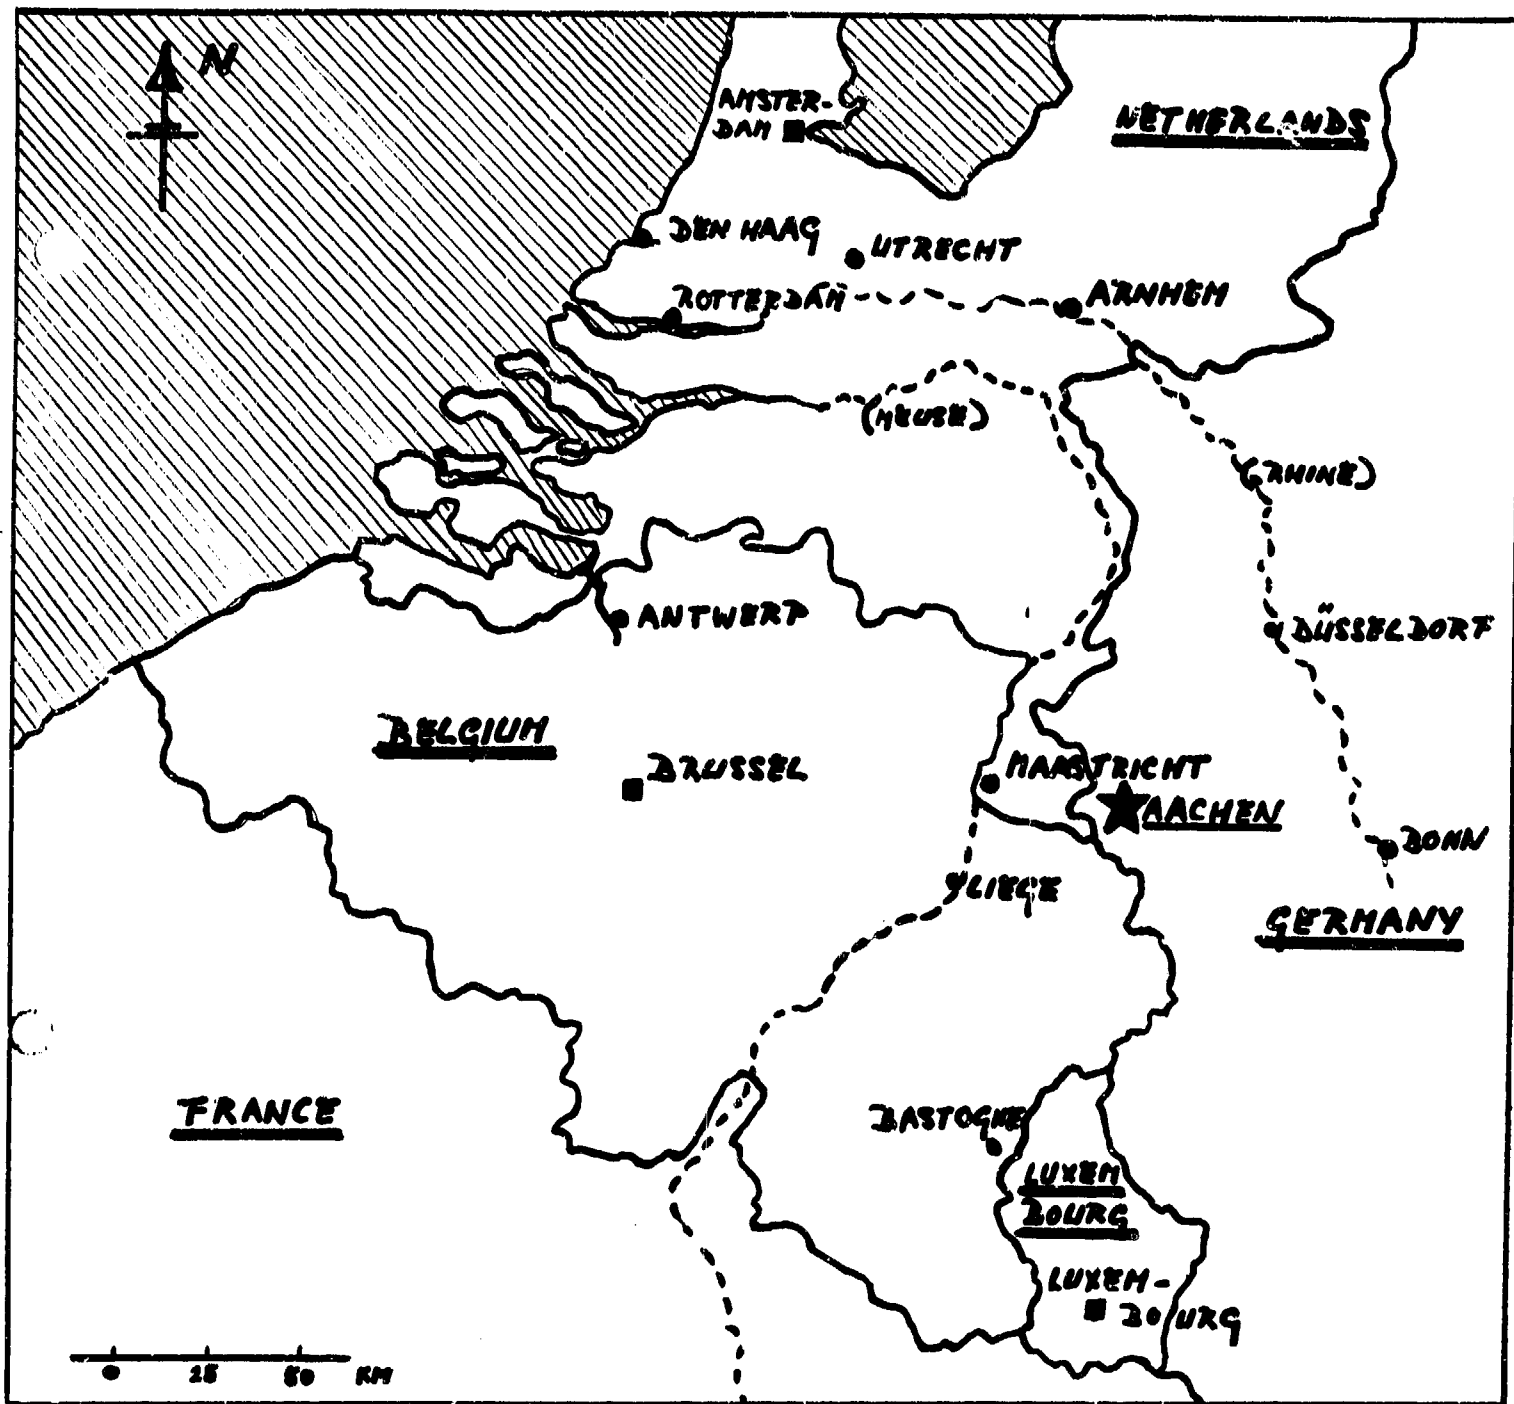 N
AMSTER-
DAM
NETHERLANDS
DEN HAAG
UTRECHT
ROTTERDAM
ARNHEM
(MEUSE)
(RHINE)
ANTWERP
DÜSSELDORF
BELGIUM
BRUSSEL
MAASTRICHT
AACHEN
BONN
LIEGE
GERMANY
FRANCE
BASTOGNE
LUXEM
BOURG
LUXEM-
BOURG
0 25 50 KM